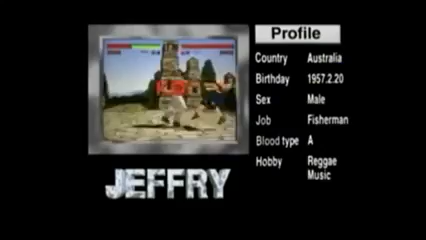 Profile
Country Australia
Birthday 1957.2.20
Sex Male
Job Fisherman
Blood type A
Hobby Reggae
Music
JEFFRY